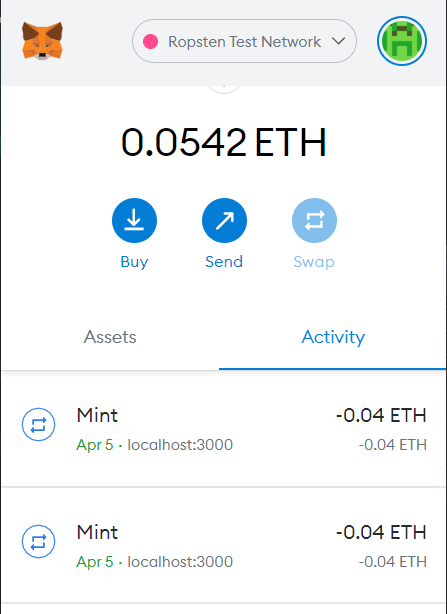 Ropsten Test Network
0.0542 ETH
Buy Send Swap
Assets Activity
Mint -0.04 ETH
Apr 5 · localhost:3000 -0.04 ETH
Mint -0.04 ETH
Apr 5 · localhost:3000 -0.04 ETH